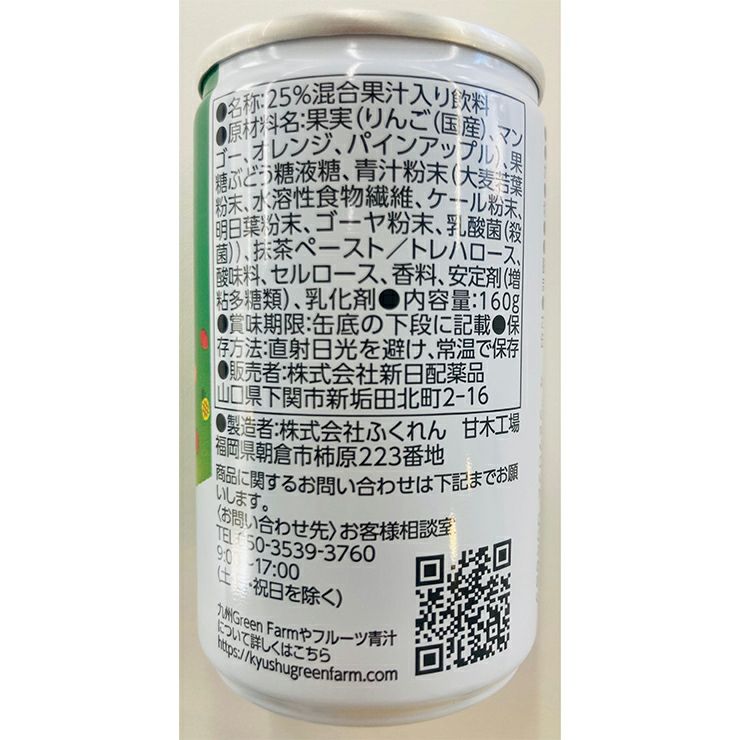 ●名称:25%混合果汁入り飲料
●原材料名:果実(りんご(国産)、マン
ゴー、オレンジ、パインアップル)、果
糖ぶどう糖液糖、青汁粉末(大麦若葉
粉末、水溶性食物繊維、ケール粉末、
明日葉粉末、ゴーヤ粉末、乳酸菌(殺
菌))、抹茶ペースト/トレハロース、
酸味料、セルロース、香料、安定剤(増
粘多糖類)、乳化剤●内容量:160g
●賞味期限:缶底の下段に記載●保
存方法:直射日光を避け、常温で保存
●販売者:株式会社新日配薬品
山口県下関市新垢田北町2-16
●製造者:株式会社ふくれん 甘木工場
福岡県朝倉市柿原223番地
商品に関するお問い合わせは下記までお願
いします。
〈お問い合わせ先〉お客様相談室
TEL 50-3539-3760
17:00
祝日を除く)
九州Green Farmやフルーツ青汁
について詳しくはこちら
https://kyushugreenfarm.com